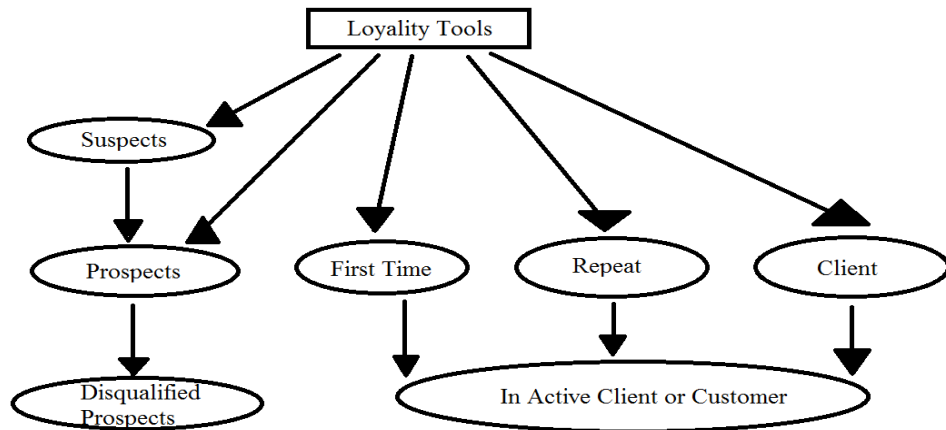 Loyality Tools
Suspects
Prospects
First Time
Repeat
Client
Disqualified
Prospects
In Active Client or Customer